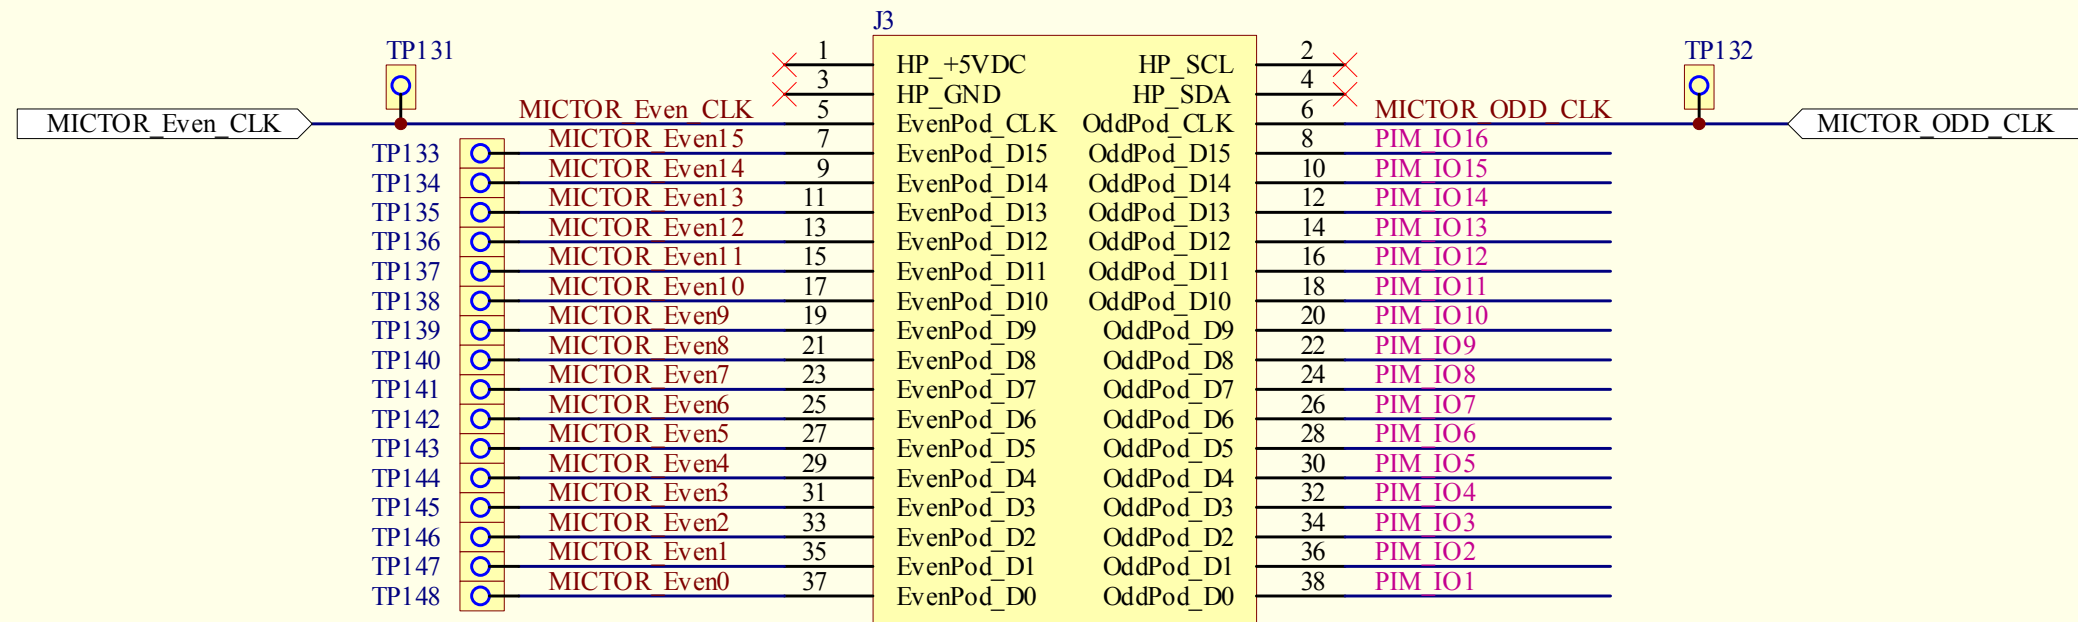 J3
TP131 1 2 TP132
HP_+5VDC HP_SCL
3 4
HP_GND HP_SDA
MICTOR_Even_CLK 5 6 MICTOR_ODD_CLK
MICTOR_Even_CLK EvenPod_CLK OddPod_CLK MICTOR_ODD_CLK
MICTOR_Even15 7 8 PIM_IO16
TP133 EvenPod_D15 OddPod_D15
MICTOR_Even14 9 10 PIM_IO15
TP134 EvenPod_D14 OddPod_D14
MICTOR_Even13 11 12 PIM_IO14
TP135 EvenPod_D13 OddPod_D13
MICTOR_Even12 13 14 PIM_IO13
TP136 EvenPod_D12 OddPod_D12
MICTOR_Even11 15 16 PIM_IO12
TP137 EvenPod_D11 OddPod_D11
MICTOR_Even10 17 18 PIM_IO11
TP138 EvenPod_D10 OddPod_D10
MICTOR_Even9 19 20 PIM_IO10
TP139 EvenPod_D9 OddPod_D9
MICTOR_Even8 21 22 PIM_IO9
TP140 EvenPod_D8 OddPod_D8
MICTOR_Even7 23 24 PIM_IO8
TP141 EvenPod_D7 OddPod_D7
MICTOR_Even6 25 26 PIM_IO7
TP142 EvenPod_D6 OddPod_D6
MICTOR_Even5 27 28 PIM_IO6
TP143 EvenPod_D5 OddPod_D5
MICTOR_Even4 29 30 PIM_IO5
TP144 EvenPod_D4 OddPod_D4
MICTOR_Even3 31 32 PIM_IO4
TP145 EvenPod_D3 OddPod_D3
MICTOR_Even2 33 34 PIM_IO3
TP146 EvenPod_D2 OddPod_D2
MICTOR_Even1 35 36 PIM_IO2
TP147 EvenPod_D1 OddPod_D1
MICTOR_Even0 37 38 PIM_IO1
TP148 EvenPod_D0 OddPod_D0